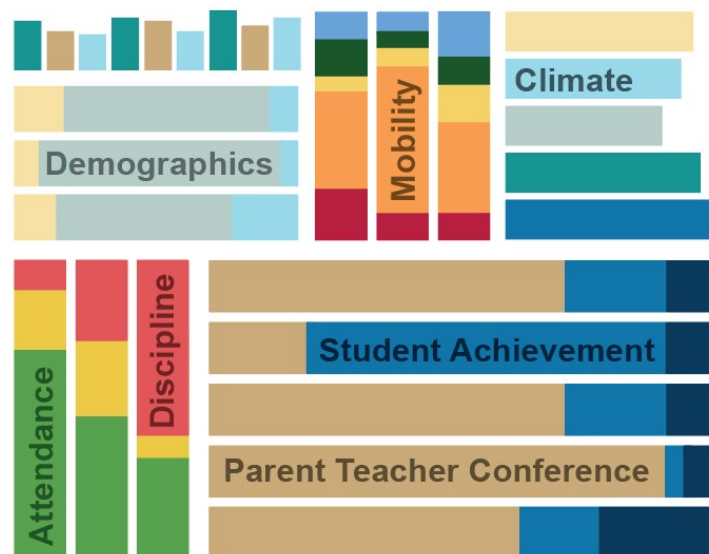 Climate
Mobility
Demographics
Discipline
Student Achievement
Attendance
Parent Teacher Conference